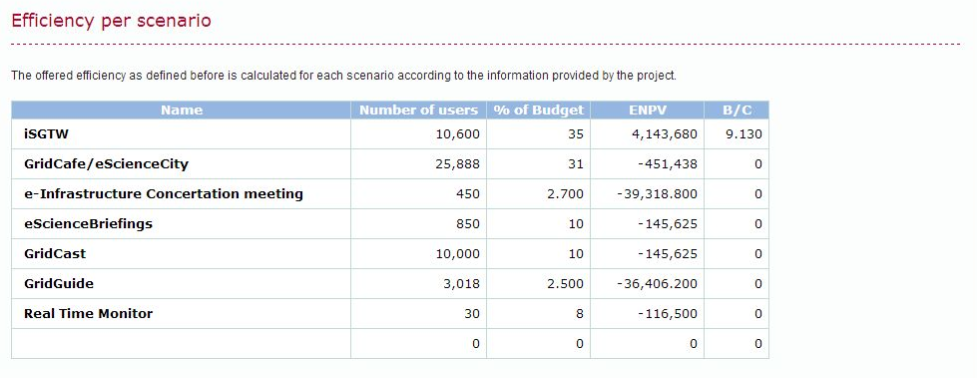 Efficiency per scenario
The offered efficiency as defined before is calculated for each scenario according to the information provided by the project.
Name Number of users % of Budget ENPV B/C
iSGTW 10,600 35 4,143,680 9.130
GridCafe/eScienceCity 25,888 31 -451,438 0
e-Infrastructure Concertation meeting 450 2.700 -39,318.800 0
eScienceBriefings 850 10 -145,625 0
GridCast 10,000 10 -145,625 0
GridGuide 3,018 2.500 -36,406.200 0
Real Time Monitor 30 8 -116,500 0
0 0 0 0